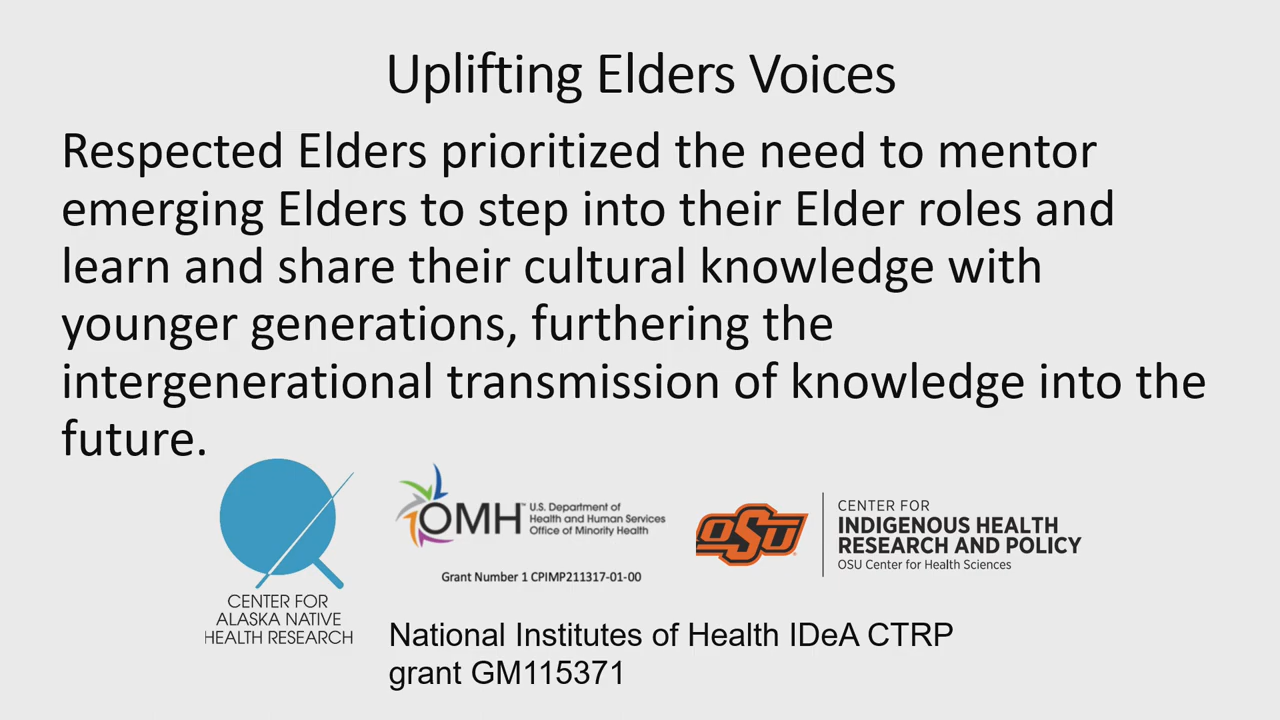 Uplifting Elders Voices
Respected Elders prioritized the need to mentor
emerging Elders to step into their Elder roles and
learn and share their cultural knowledge with
younger generations, furthering the
intergenerational transmission of knowledge into the
future.
CENTER FOR
ALASKA NATIVE
HEALTH RESEARCH
OMH™
U.S. Department of
Health and Human Services
Office of Minority Health
Grant Number 1 CPIMP211317-01-00
OSU
CENTER FOR
INDIGENOUS HEALTH
RESEARCH AND POLICY
OSU Center for Health Sciences
National Institutes of Health IDeA CTRP
grant GM115371